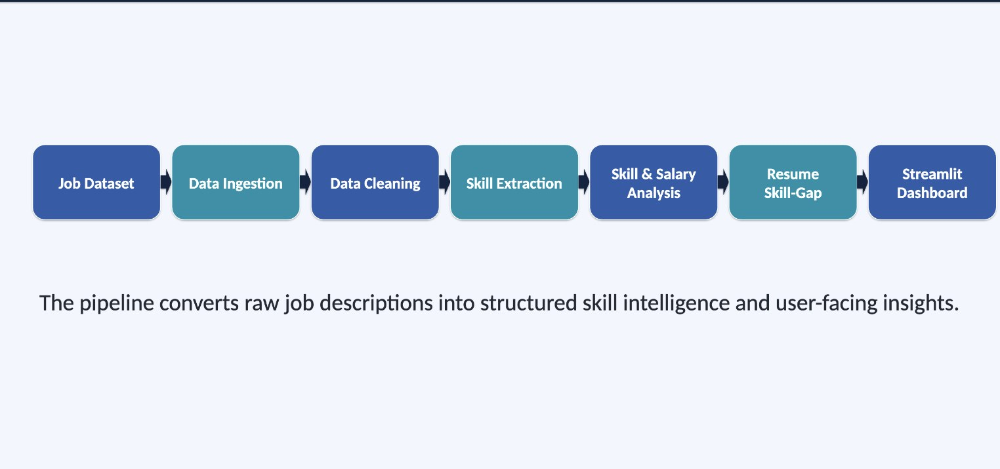 Job Dataset
Data Ingestion
Data Cleaning
Skill Extraction
Skill & Salary
Analysis
Resume
Skill-Gap
Streamlit
Dashboard
The pipeline converts raw job descriptions into structured skill intelligence and user-facing insights.